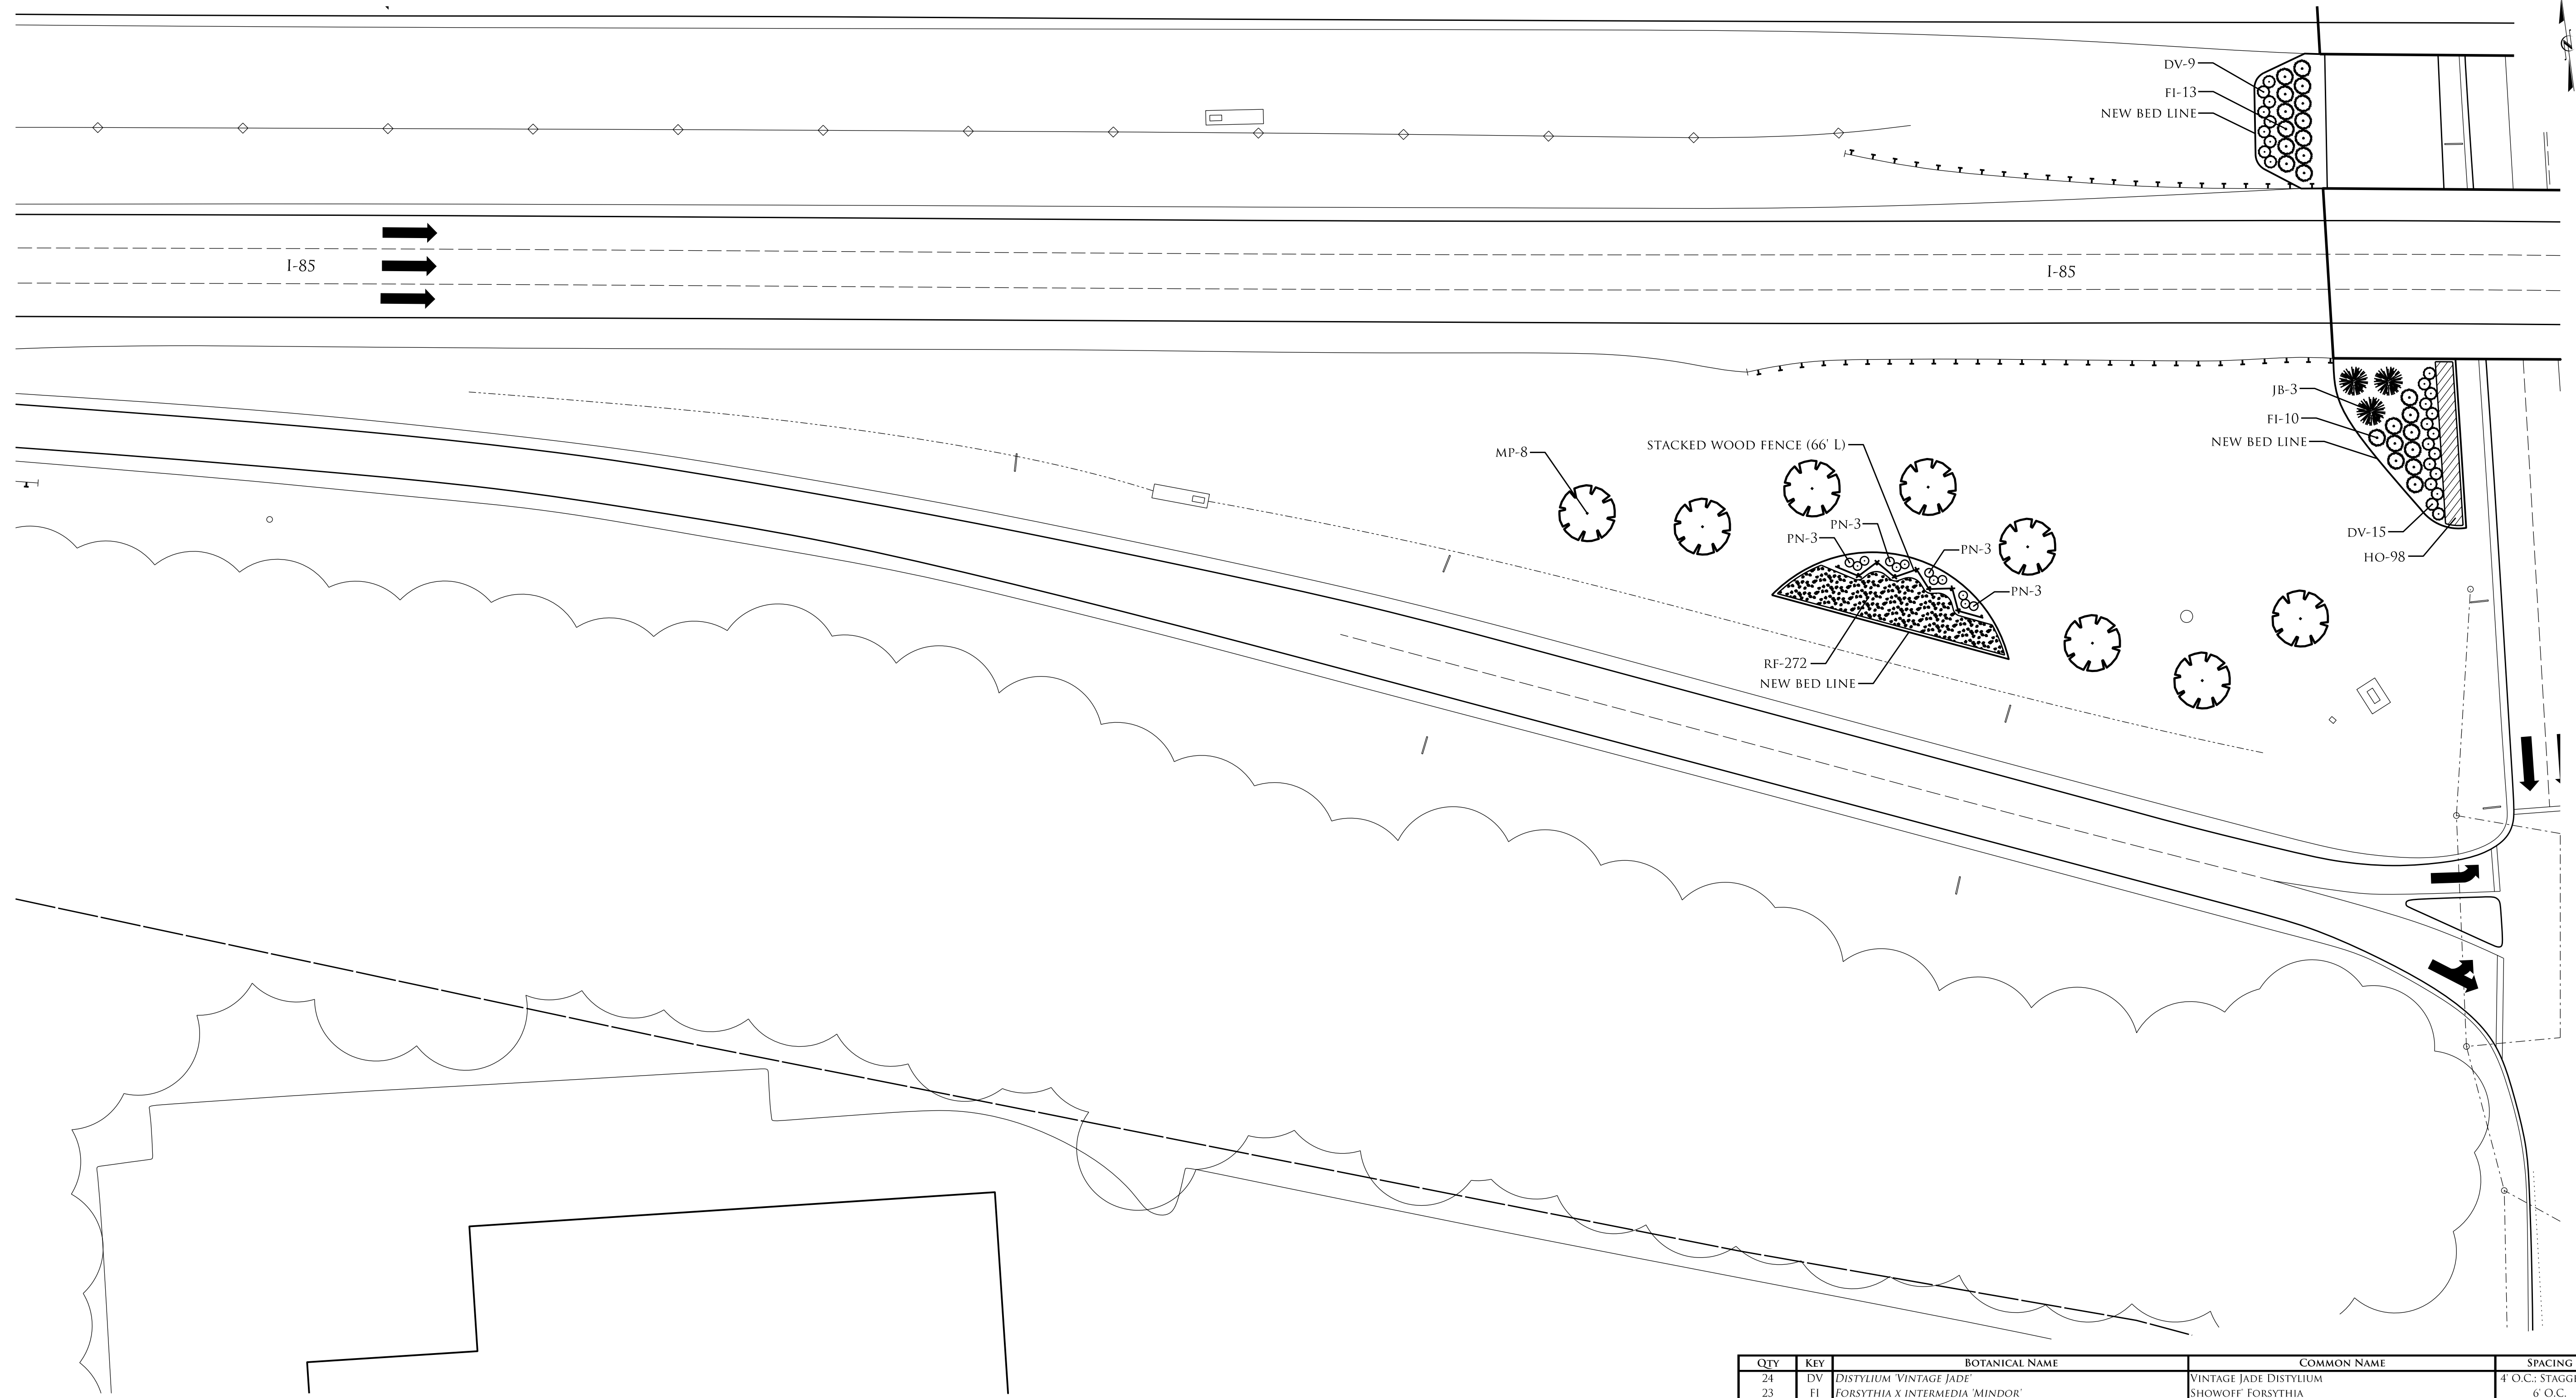 DV-9
FI-13
NEW BED LINE
I-85
I-85
JB-3
FI-10
NEW BED LINE
DV-15
HO-98
MP-8
STACKED WOOD FENCE (66' L)
PN-3
PN-3
PN-3
PN-3
RF-272
NEW BED LINE
QTY KEY BOTANICAL NAME COMMON NAME SPACING
24 DV DISTYLIUM 'VINTAGE JADE' VINTAGE JADE DISTYLIUM 4' O.C.;
23 FI FORSYTHIA X INTERMEDIA 'MINDOR' SHOWOFF® FORSYTHIA 6' O.C.